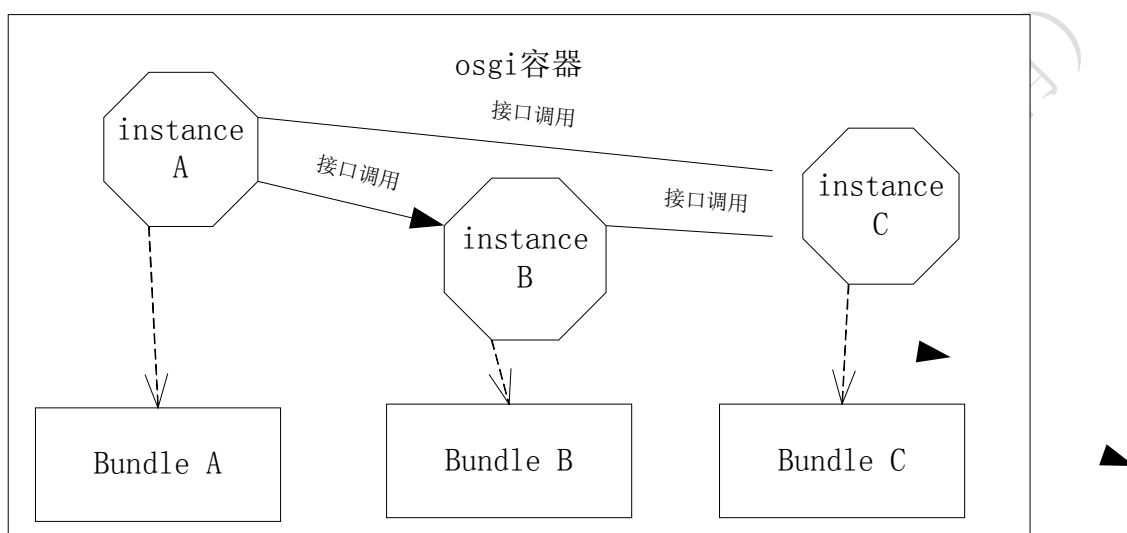 osgi容器
接口调用
instance
A
接口调用
接口调用
instance
B
instance
C
Bundle A
Bundle B
Bundle C